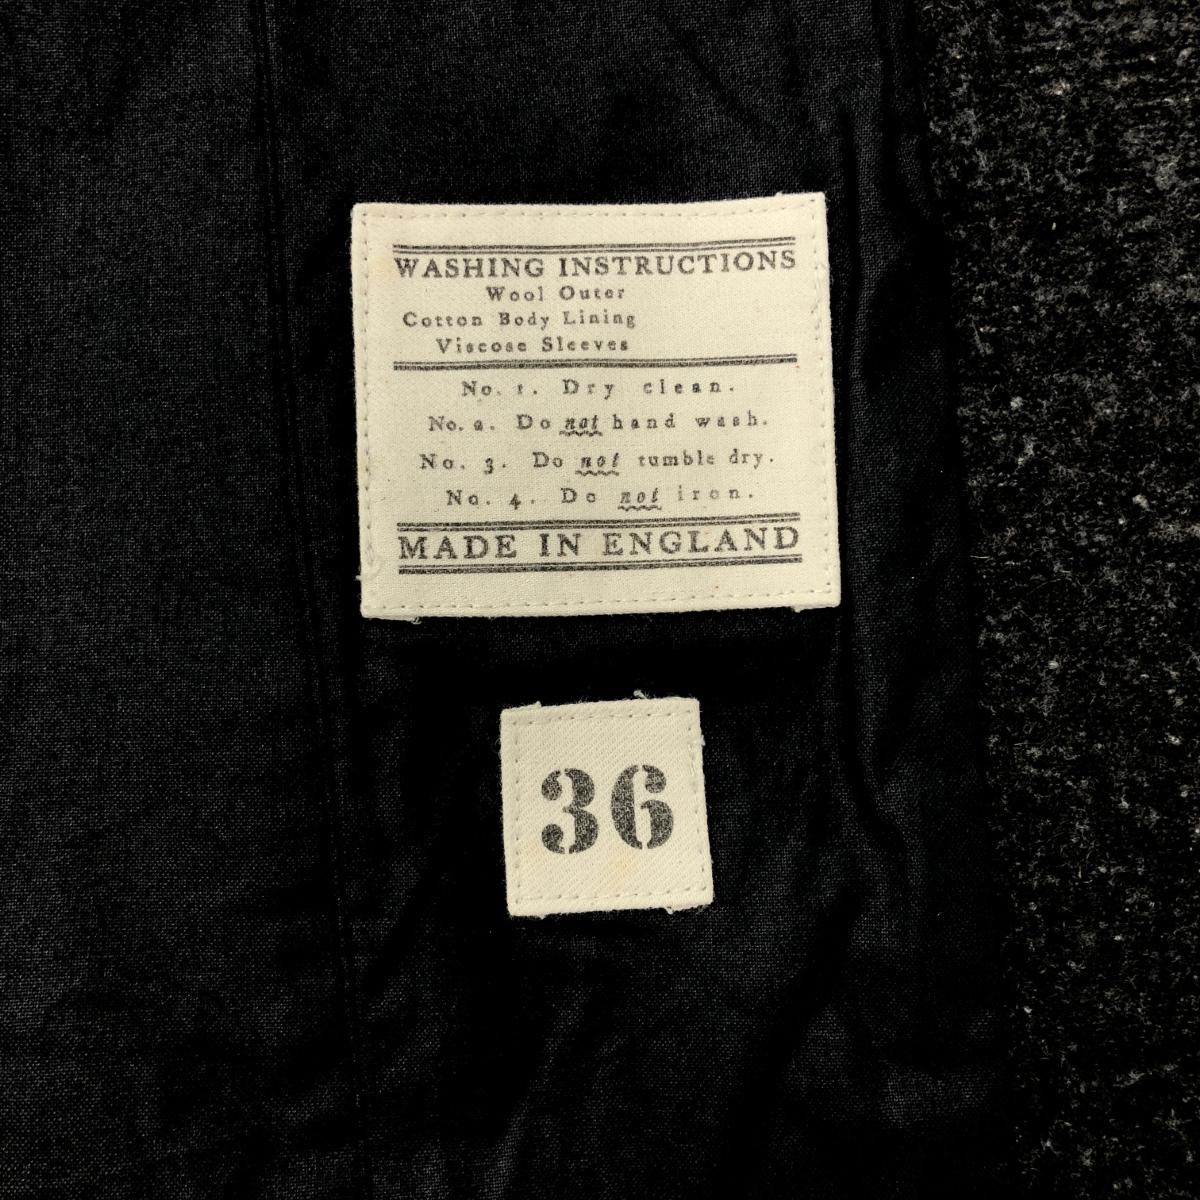 WASHING INSTRUCTIONS
Wool Outer
Cotton Body Lining
Viscose Sleeves
No. 1. Dry clean.
No. 2. Do not hand wash.
No. 3. Do not tumble dry.
No. 4. Do not iron.
MADE IN ENGLAND
36